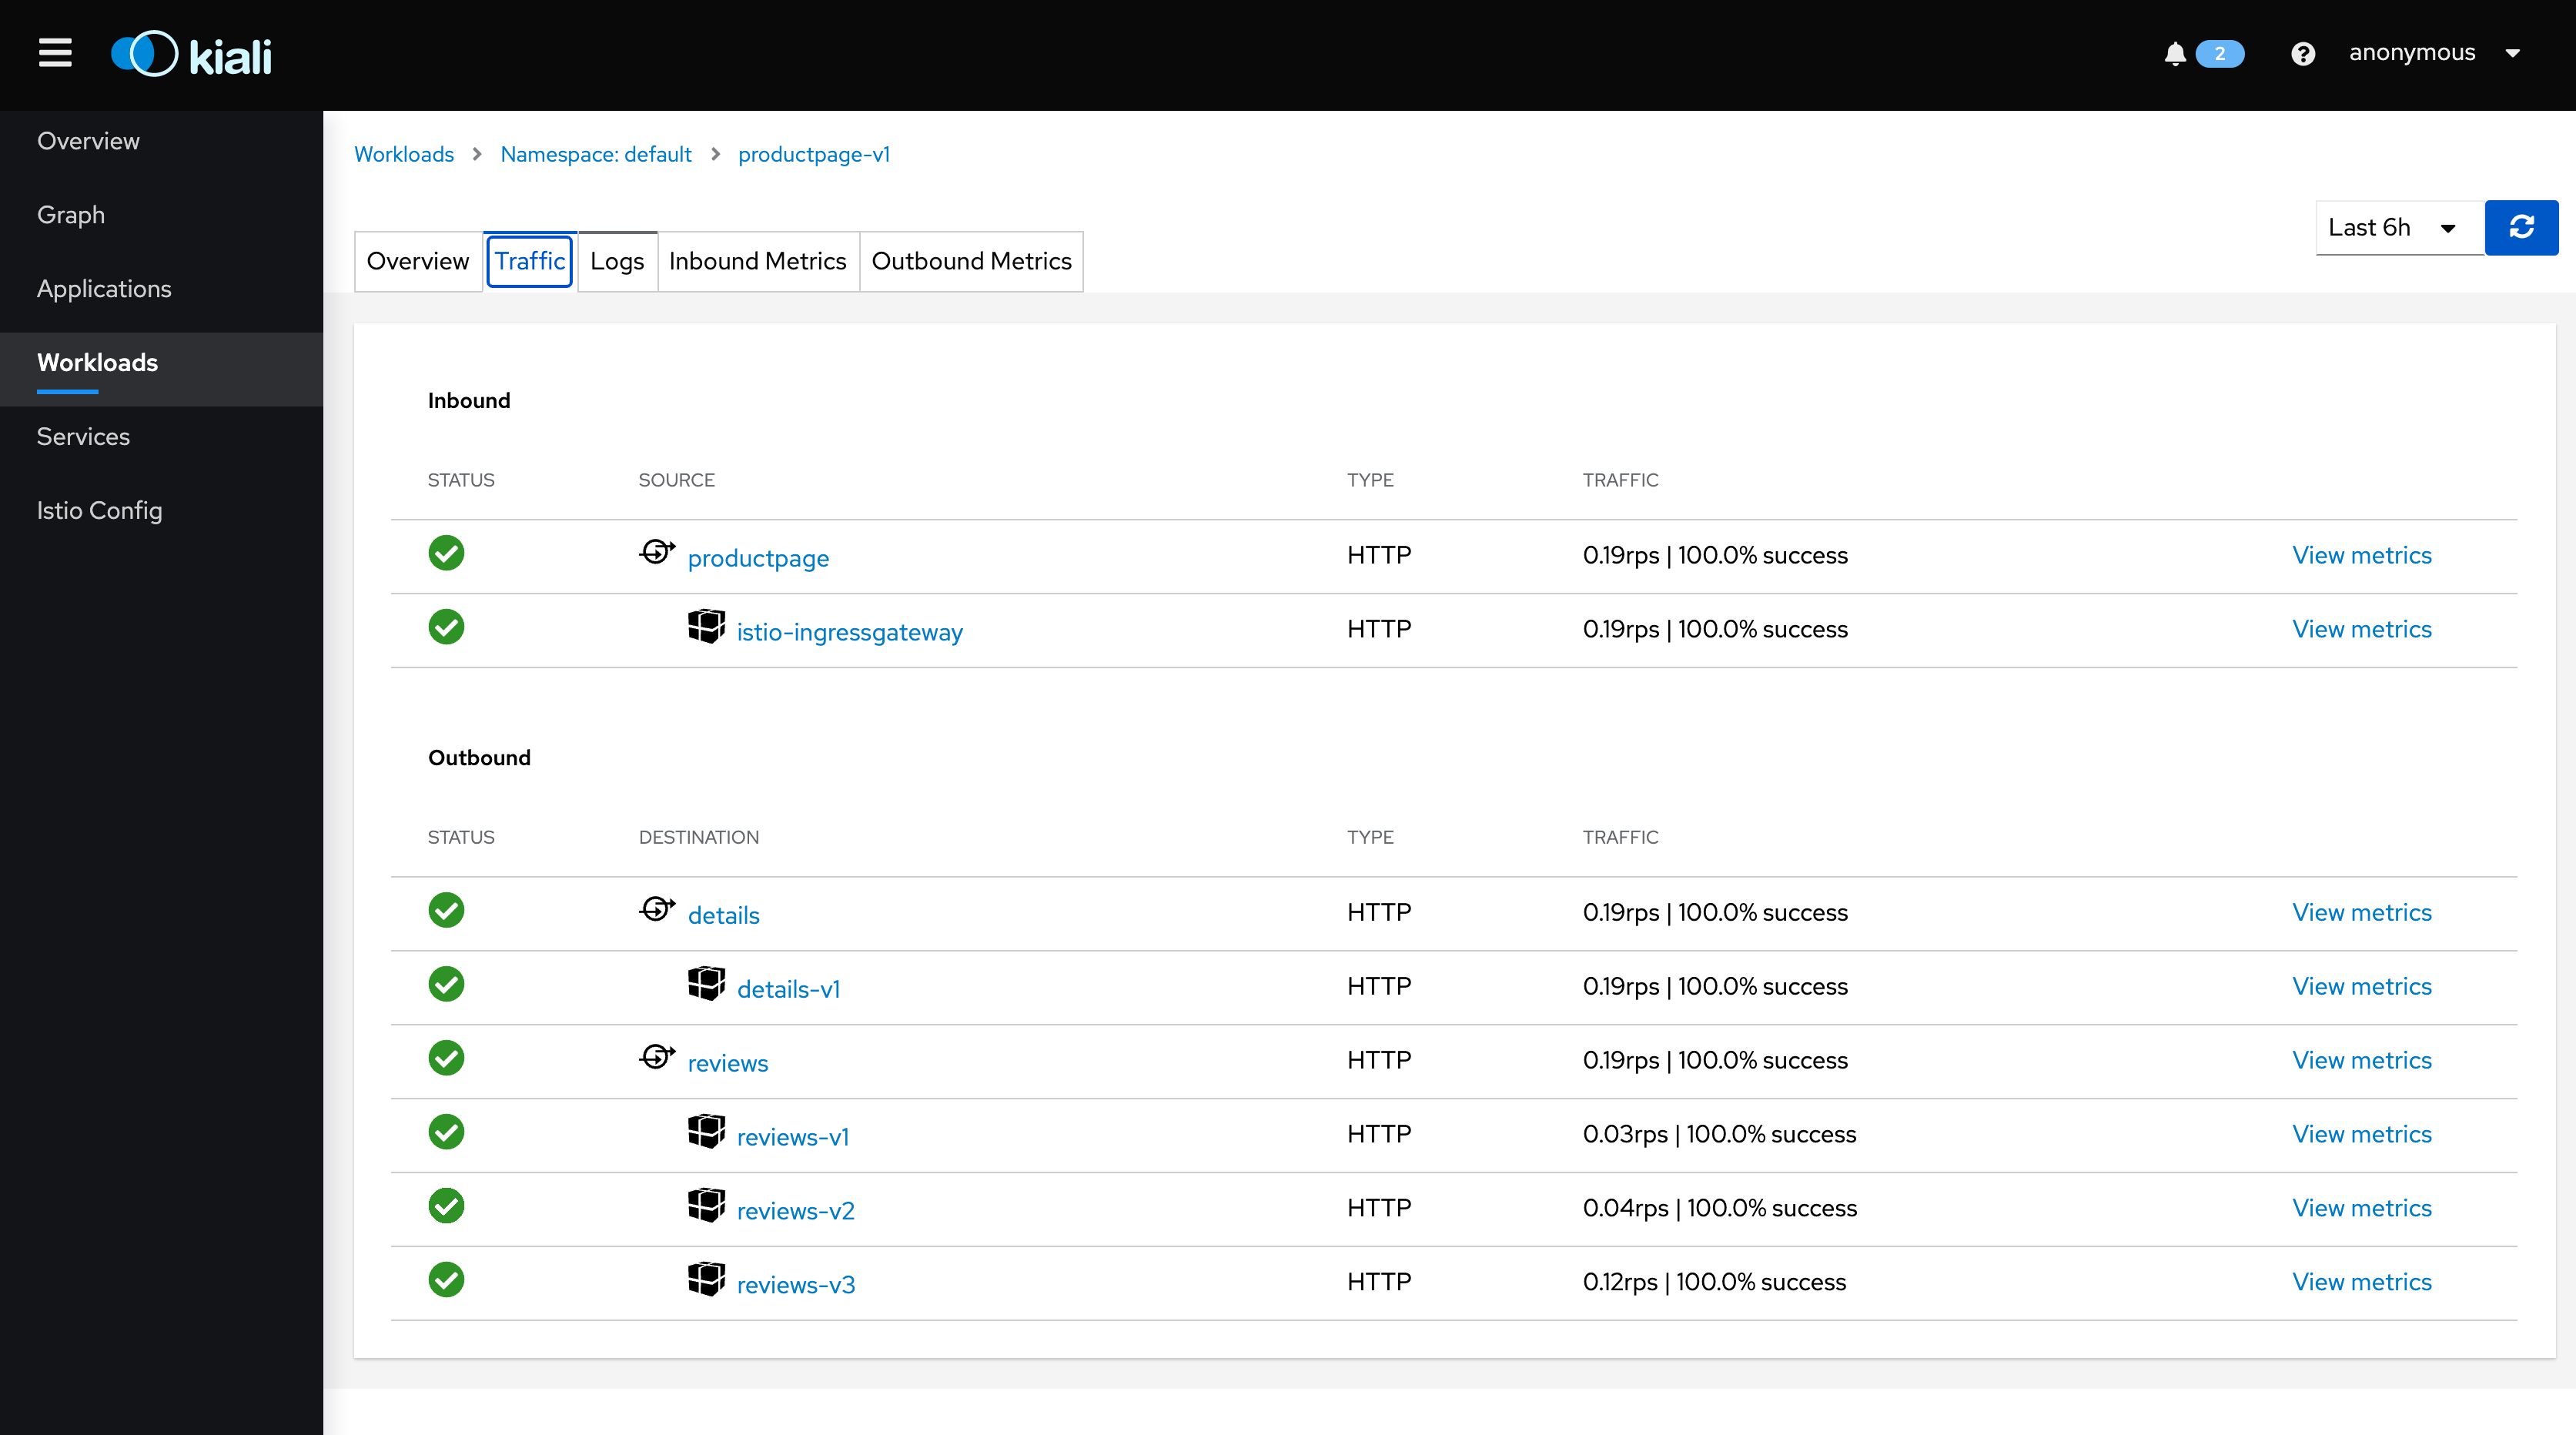 kiali
2
anonymous
Overview
Graph
Applications
Workloads
Services
Istio Config
Workloads Namespace: default productpage-v1
Last 6h
Overview Traffic Logs Inbound Metrics Outbound Metrics
Inbound
STATUS SOURCE TYPE TRAFFIC
productpage HTTP 0.19rps | 100.0% success View metrics
istio-ingressgateway HTTP 0.19rps | 100.0% success View metrics
Outbound
STATUS DESTINATION TYPE TRAFFIC
details HTTP 0.19rps | 100.0% success View metrics
details-v1 HTTP 0.19rps | 100.0% success View metrics
reviews HTTP 0.19rps | 100.0% success View metrics
reviews-v1 HTTP 0.03rps | 100.0% success View metrics
reviews-v2 HTTP 0.04rps | 100.0% success View metrics
reviews-v3 HTTP 0.12rps | 100.0% success View metrics